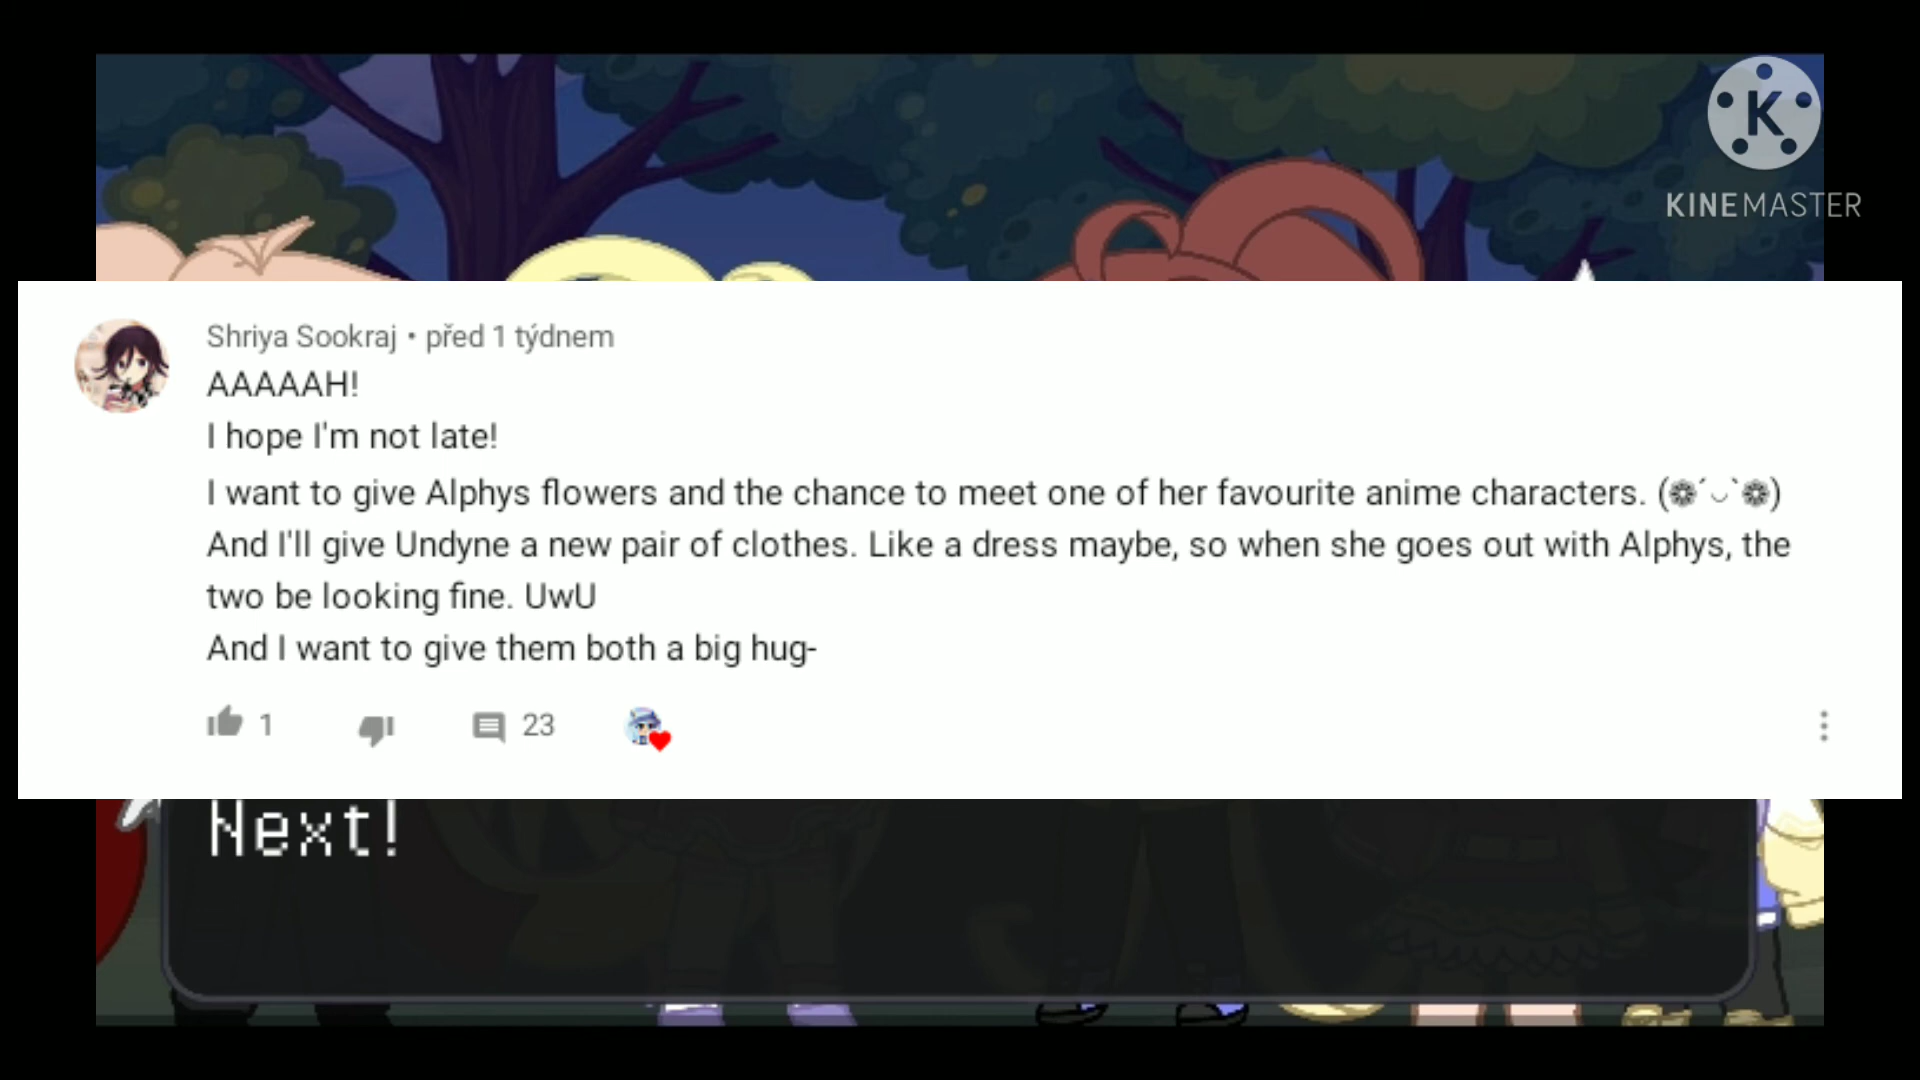 K
KINEMASTER
Shriya Sookraj • před 1 týdnem
AAAAAH!
I hope I'm not late!
I want to give Alphys flowers and the chance to meet one of her favourite anime characters. (❁´◡`❁)
And I'll give Undyne a new pair of clothes. Like a dress maybe, so when she goes out with Alphys, the
two be looking fine. UwU
And I want to give them both a big hug-
1
23
Next!